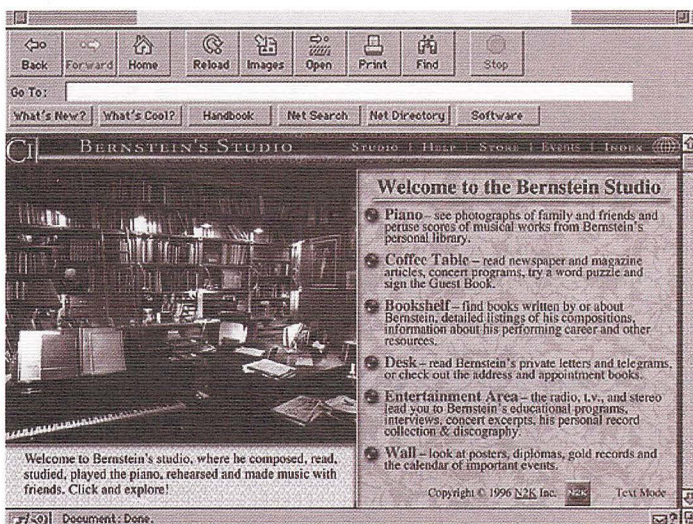 Back Forward Home Reload Images Open Print Find Stop
Go To:
What's New? What's Cool? Handbook Net Search Net Directory Software
BERNSTEIN'S STUDIO STUDIO | HELP | STORE | EVENTS | INDEX
Welcome to the Bernstein Studio
Piano – see photographs of family and friends and
peruse scores of musical works from Bernstein's
personal library.
Coffee Table – read newspaper and magazine
articles, concert programs, try a word puzzle and
sign the Guest Book.
Bookshelf – find books written by or about
Bernstein, detailed listings of his compositions,
information about his performing career and other
resources.
Desk – read Bernstein's private letters and telegrams,
or check out the address and appointment books.
Entertainment Area – the radio, t.v., and stereo
lead you to Bernstein's educational programs,
interviews, concert excerpts, his personal record
collection & discography.
Wall – look at posters, diplomas, gold records and
the calendar of important events.
Welcome to Bernstein's studio, where he composed, read,
studied, played the piano, rehearsed and made music with
friends. Click and explore!
Copyright © 1996 N2K Inc. N2K Text Mode
Document: Done.